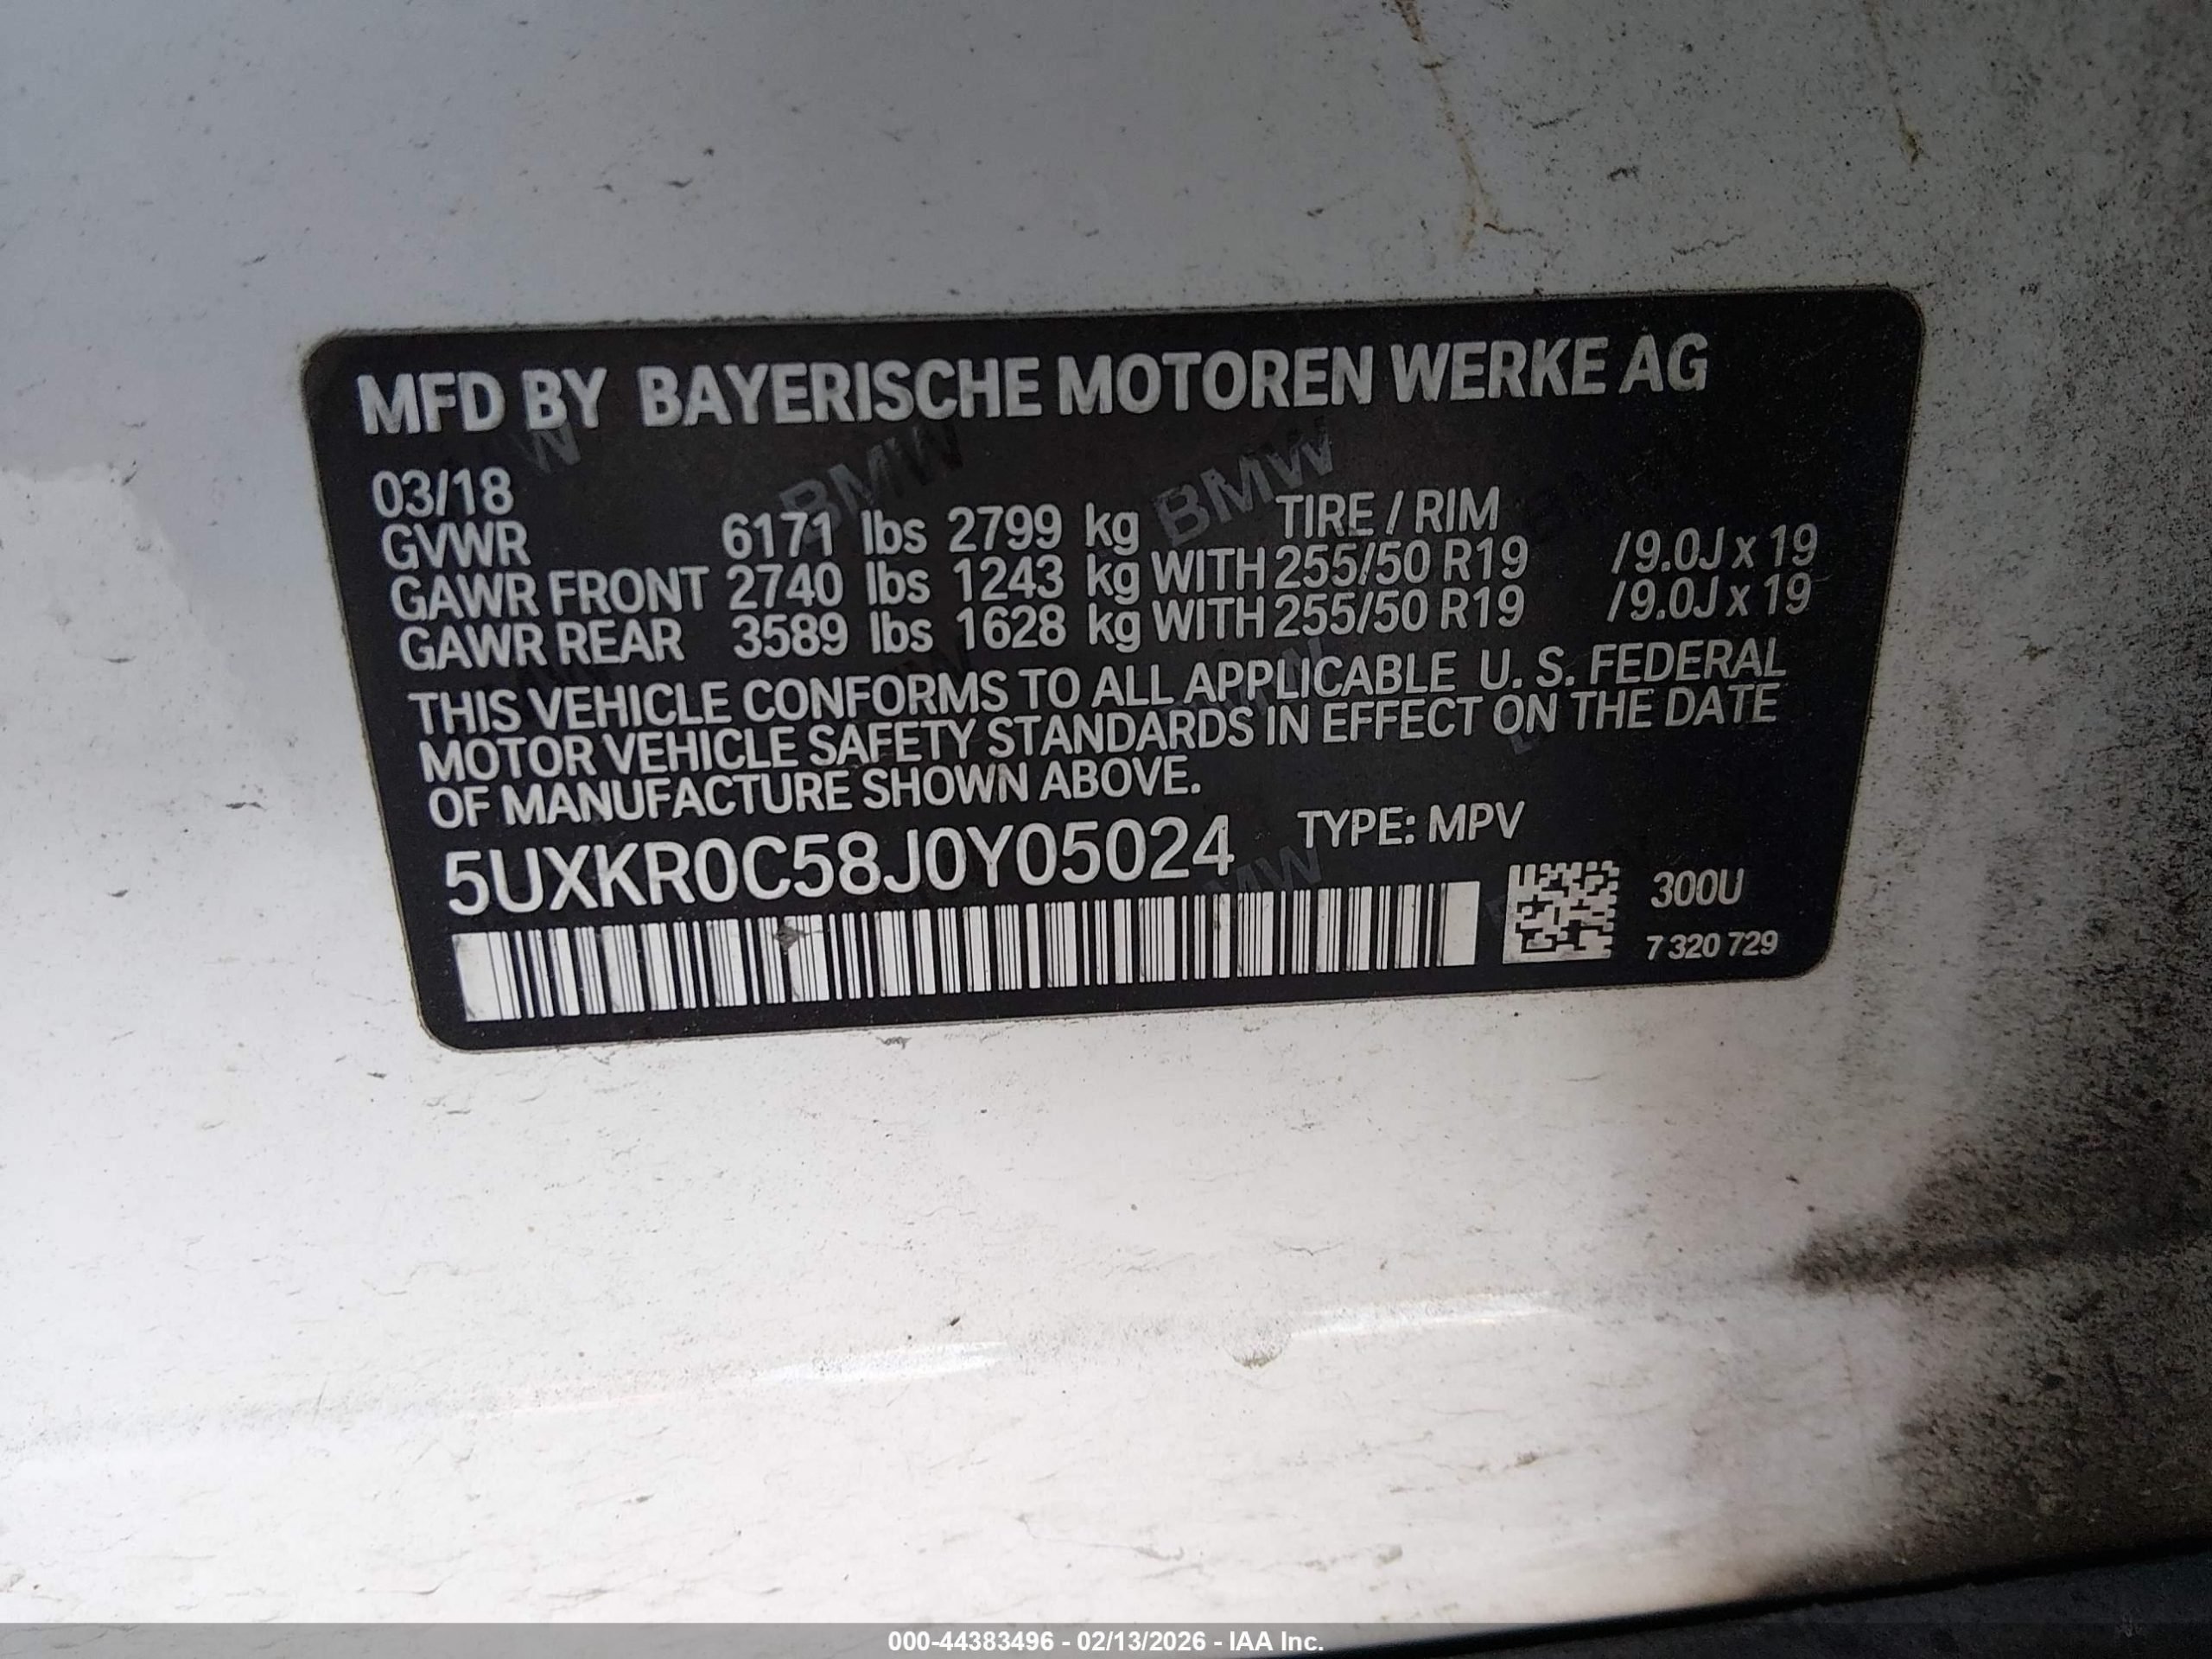 MFD BY BAYERISCHE MOTOREN WERKE AG
03/18
GVWR 6171 lbs 2799 kg TIRE / RIM
GAWR FRONT 2740 lbs 1243 kg WITH 255/50 R19 /9.0J x 19
GAWR REAR 3589 lbs 1628 kg WITH 255/50 R19 /9.0J x 19
THIS VEHICLE CONFORMS TO ALL APPLICABLE U. S. FEDERAL
MOTOR VEHICLE SAFETY STANDARDS IN EFFECT ON THE DATE
OF MANUFACTURE SHOWN ABOVE.
5UXKR0C58J0Y05024 TYPE: MPV
300U
7 320 729
BMW BMW
000-44383496 - 02/13/2026 - IAA Inc.